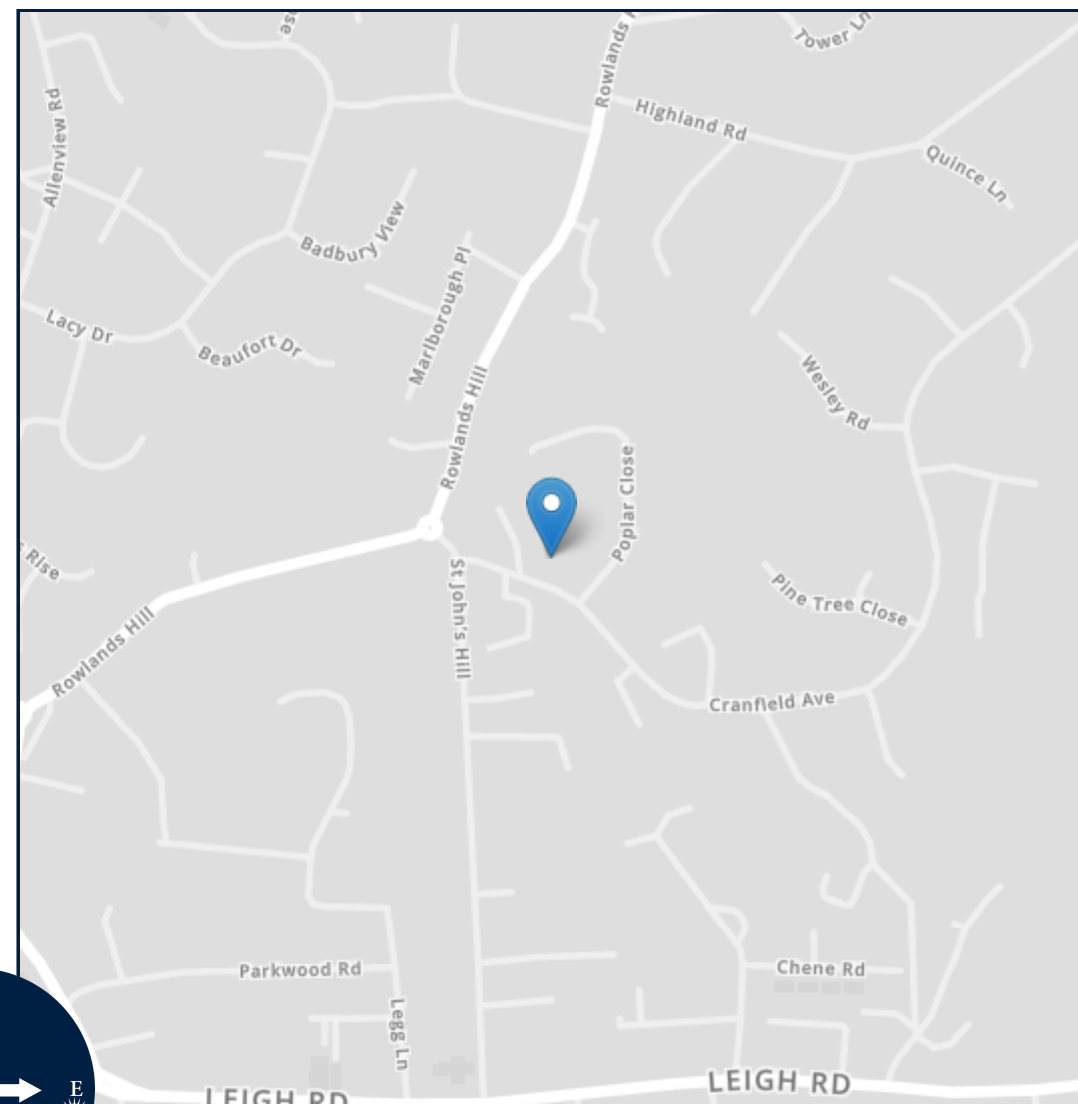 Rowlands
Tower Ln
Highland Rd
Allenview Rd
Quince Ln
Badbury View
Marlborough Pl
Lacy Dr
Beaufort Dr
Wesley Rd
Rowlands Hill
Poplar Close
Rise
St John's Hill
Pine Tree Close
Rowlands Hill
Cranfield Ave
Parkwood Rd
Chene Rd
Legg Ln
LEIGH RD
LEIGH RD
E